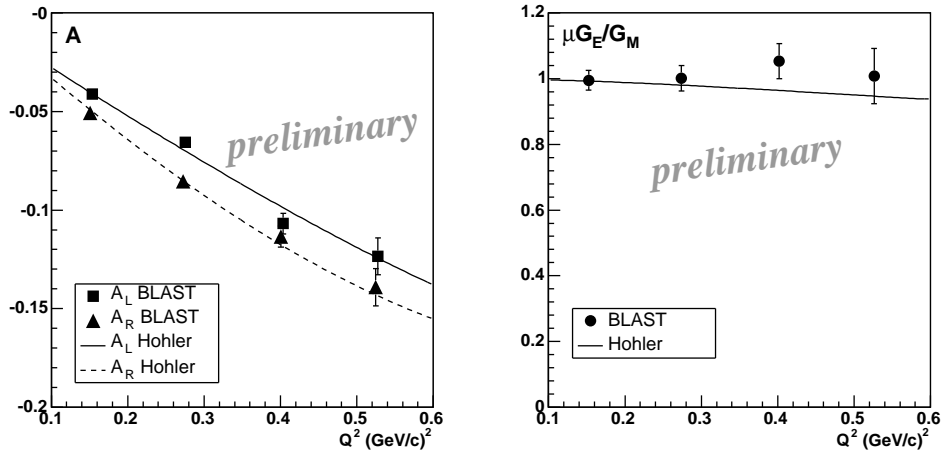 -0
-0.05
-0.1
-0.15
-0.2
A
preliminary
A_L BLAST
A_R BLAST
A_L Hohler
A_R Hohler
0.1 0.2 0.3 0.4 0.5 0.6
Q² (GeV/c)²
1.2
1
0.8
0.6
0.4
0.2
0
μG_E/G_M
preliminary
BLAST
Hohler
0.1 0.2 0.3 0.4 0.5 0.6
Q² (GeV/c)²